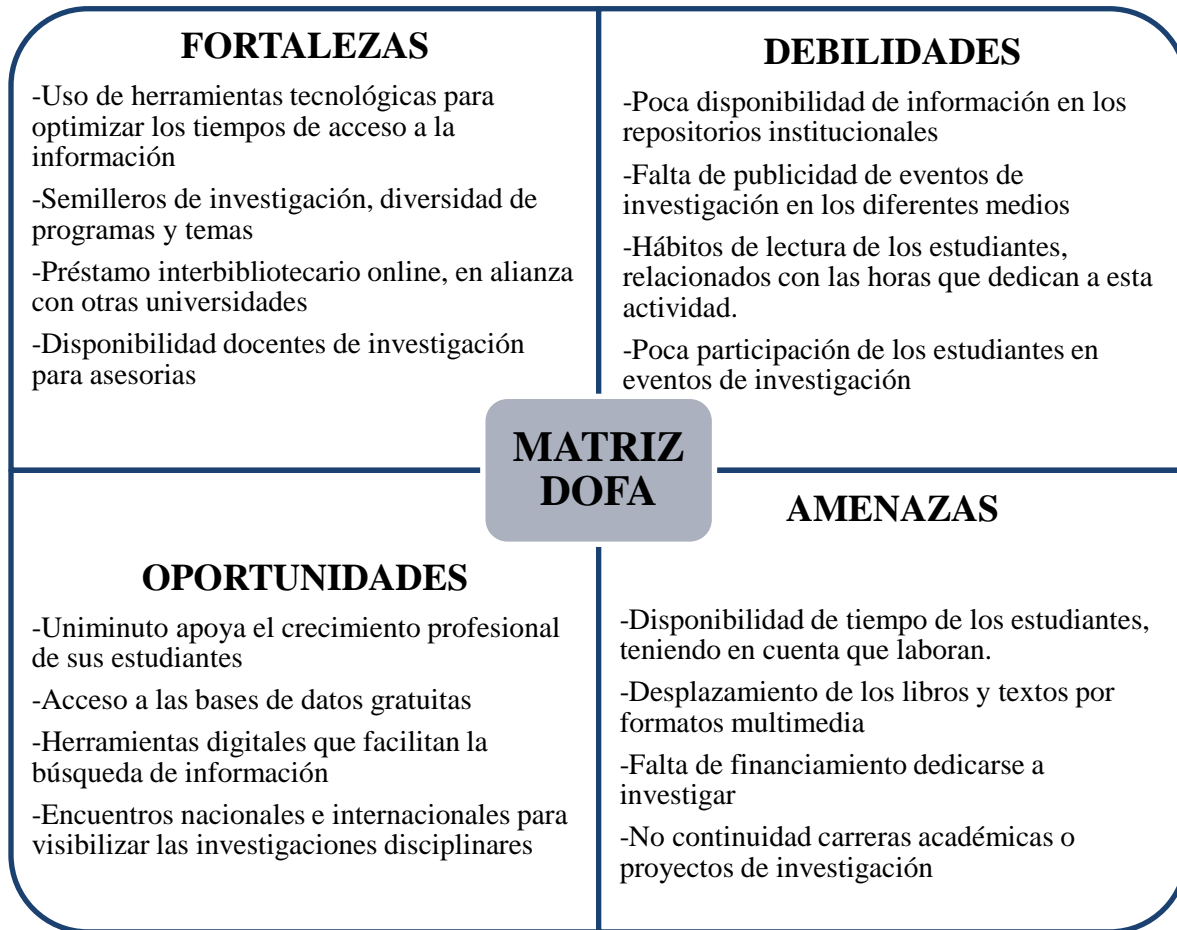 FORTALEZAS
-Uso de herramientas tecnológicas para
optimizar los tiempos de acceso a la
información
-Semilleros de investigación, diversidad de
programas y temas
-Préstamo interbibliotecario online, en alianza
con otras universidades
-Disponibilidad docentes de investigación
para asesorias
DEBILIDADES
-Poca disponibilidad de información en los
repositorios institucionales
-Falta de publicidad de eventos de
investigación en los diferentes medios
-Hábitos de lectura de los estudiantes,
relacionados con las horas que dedican a esta
actividad.
-Poca participación de los estudiantes en
eventos de investigación
MATRIZ
DOFA
OPORTUNIDADES
-Uniminuto apoya el crecimiento profesional
de sus estudiantes
-Acceso a las bases de datos gratuitas
-Herramientas digitales que facilitan la
búsqueda de información
-Encuentros nacionales e internacionales para
visibilizar las investigaciones disciplinares
AMENAZAS
-Disponibilidad de tiempo de los estudiantes,
teniendo en cuenta que laboran.
-Desplazamiento de los libros y textos por
formatos multimedia
-Falta de financiamiento dedicarse a
investigar
-No continuidad carreras académicas o
proyectos de investigación